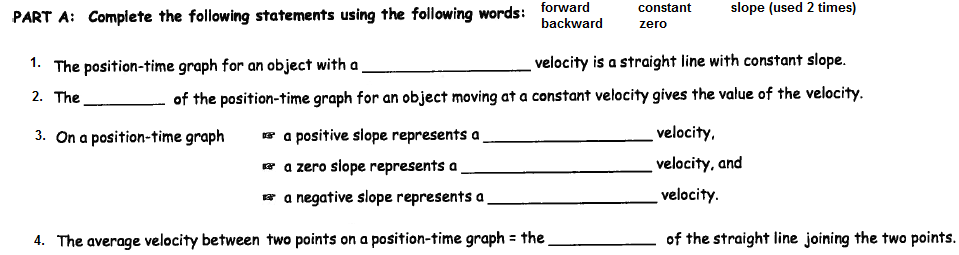 PART A: Complete the following statements using the following words: forward constant slope (used 2 times)
backward zero
1. The position-time graph for an object with a ____________________ velocity is a straight line with constant slope.
2. The __________ of the position-time graph for an object moving at a constant velocity gives the value of the velocity.
3. On a position-time graph ☞ a positive slope represents a ____________________ velocity,
☞ a zero slope represents a ____________________ velocity, and
☞ a negative slope represents a ____________________ velocity.
4. The average velocity between two points on a position-time graph = the ____________ of the straight line joining the two points.